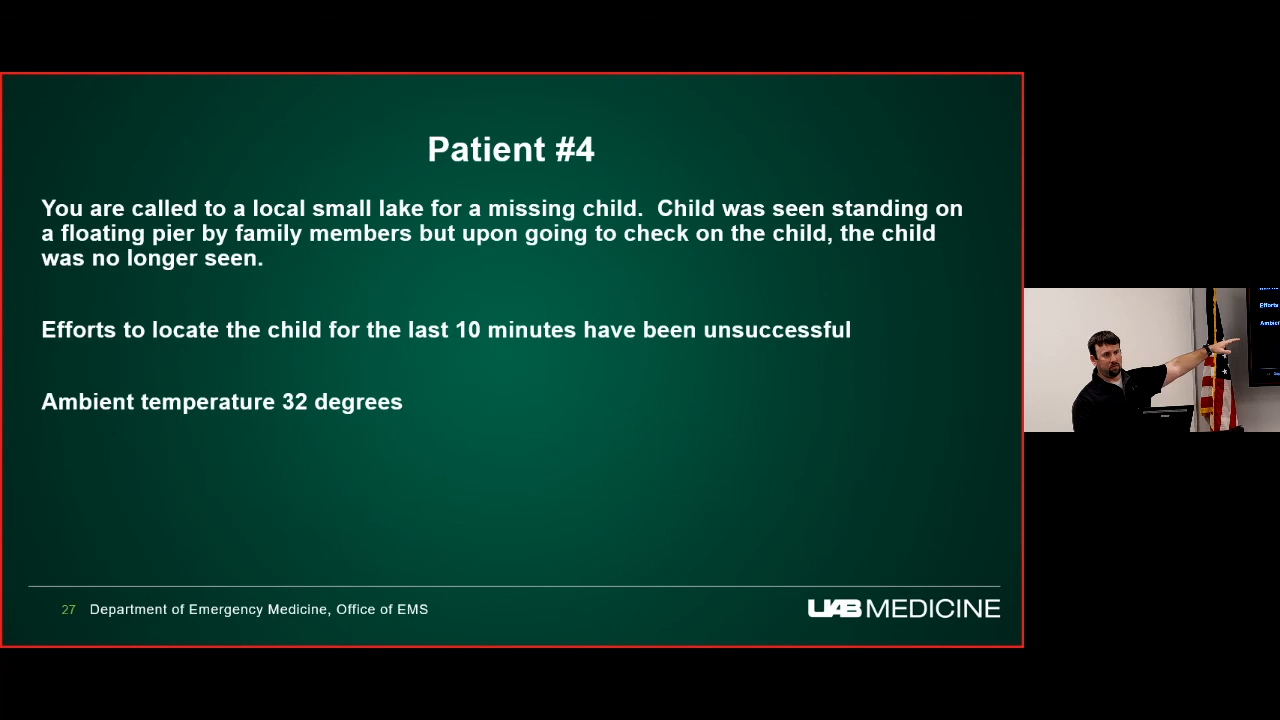 Patient #4
You are called to a local small lake for a missing child.  Child was seen standing on
a floating pier by family members but upon going to check on the child, the child
was no longer seen.
Efforts to locate the child for the last 10 minutes have been unsuccessful
Ambient temperature 32 degrees
27 Department of Emergency Medicine, Office of EMS
UAB MEDICINE
Efforts
Ambient